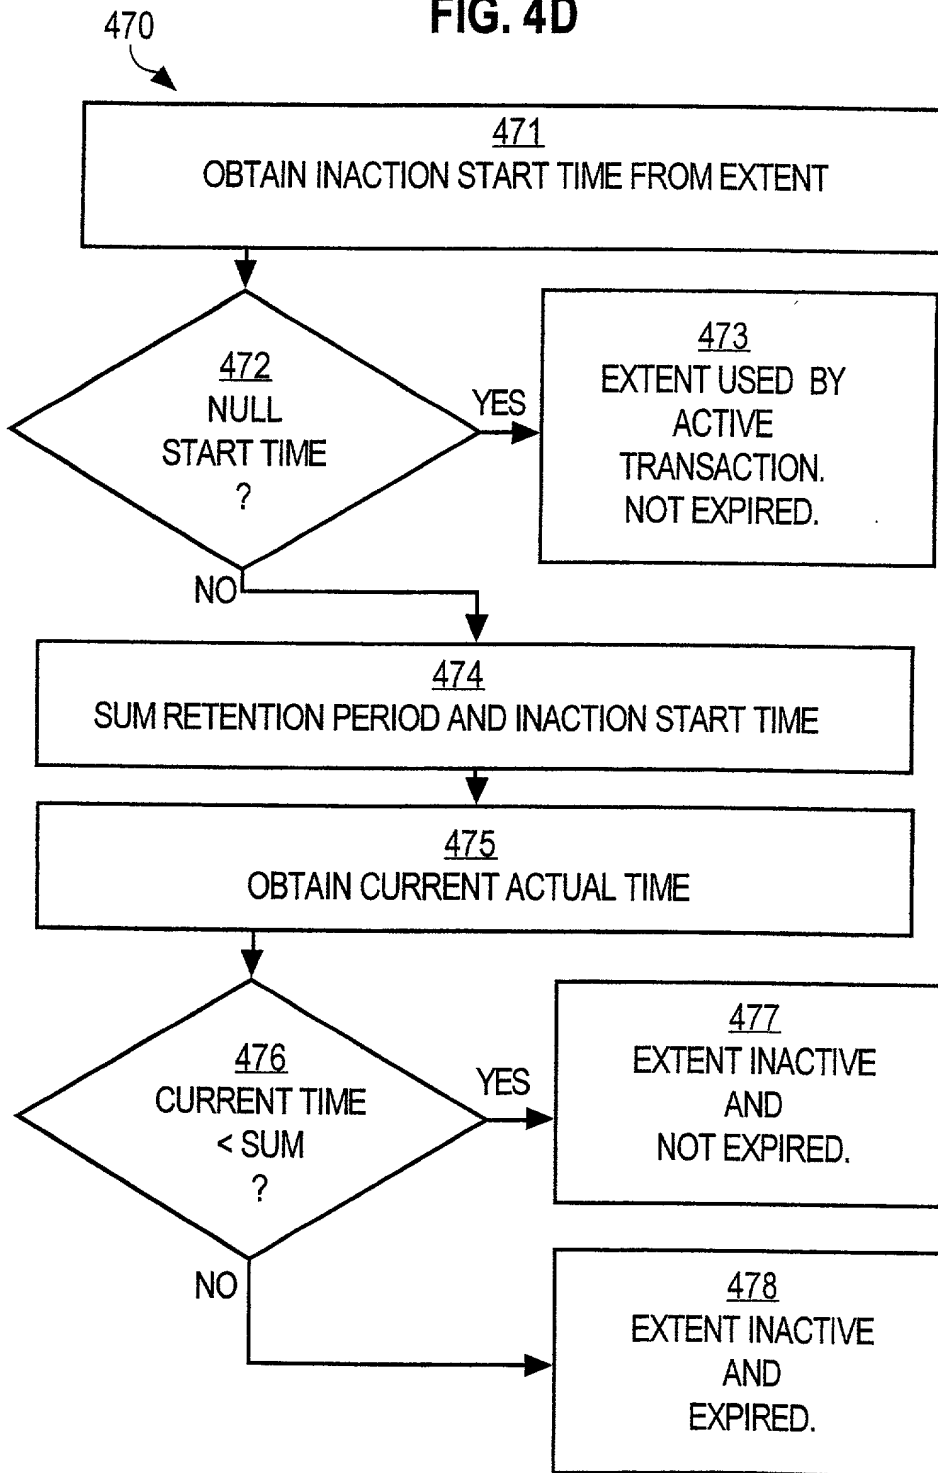 FIG. 4D
470
471
OBTAIN INACTION START TIME FROM EXTENT
472
NULL
START TIME
?
YES
473
EXTENT USED BY
ACTIVE
TRANSACTION.
NOT EXPIRED.
NO
474
SUM RETENTION PERIOD AND INACTION START TIME
475
OBTAIN CURRENT ACTUAL TIME
476
CURRENT TIME
< SUM
?
YES
477
EXTENT INACTIVE
AND
NOT EXPIRED.
NO
478
EXTENT INACTIVE
AND
EXPIRED.